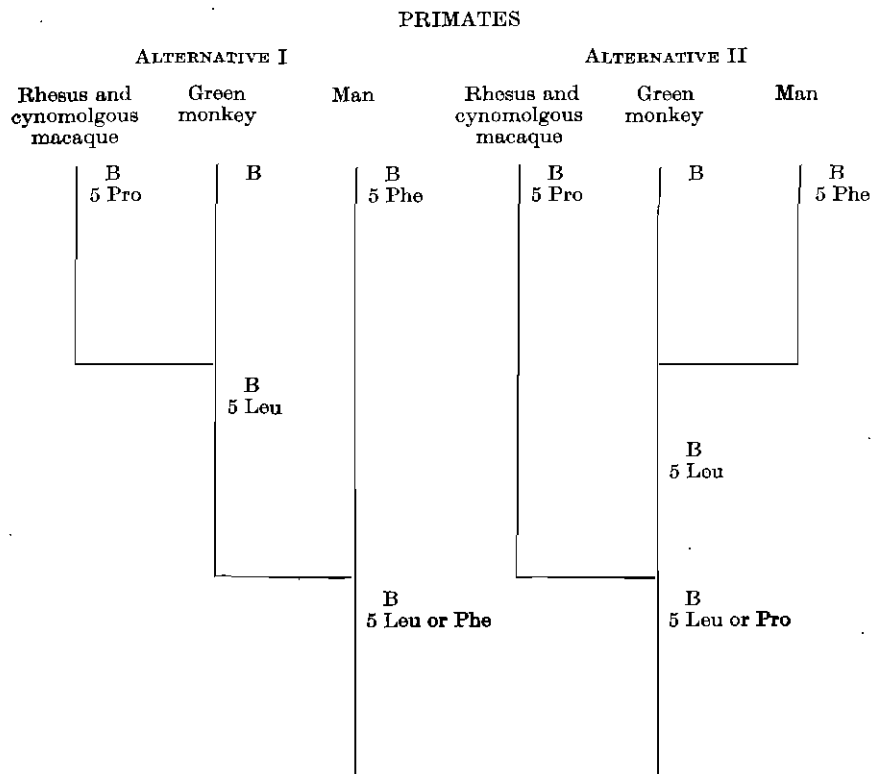 PRIMATES
ALTERNATIVE I
ALTERNATIVE II
Rhesus and
cynomolgous
macaque
Green
monkey
Man
Rhesus and
cynomolgous
macaque
Green
monkey
Man
B
5 Pro
B
B
5 Phe
B
5 Pro
B
B
5 Phe
B
5 Leu
B
5 Leu
B
5 Leu or Phe
B
5 Leu or Pro